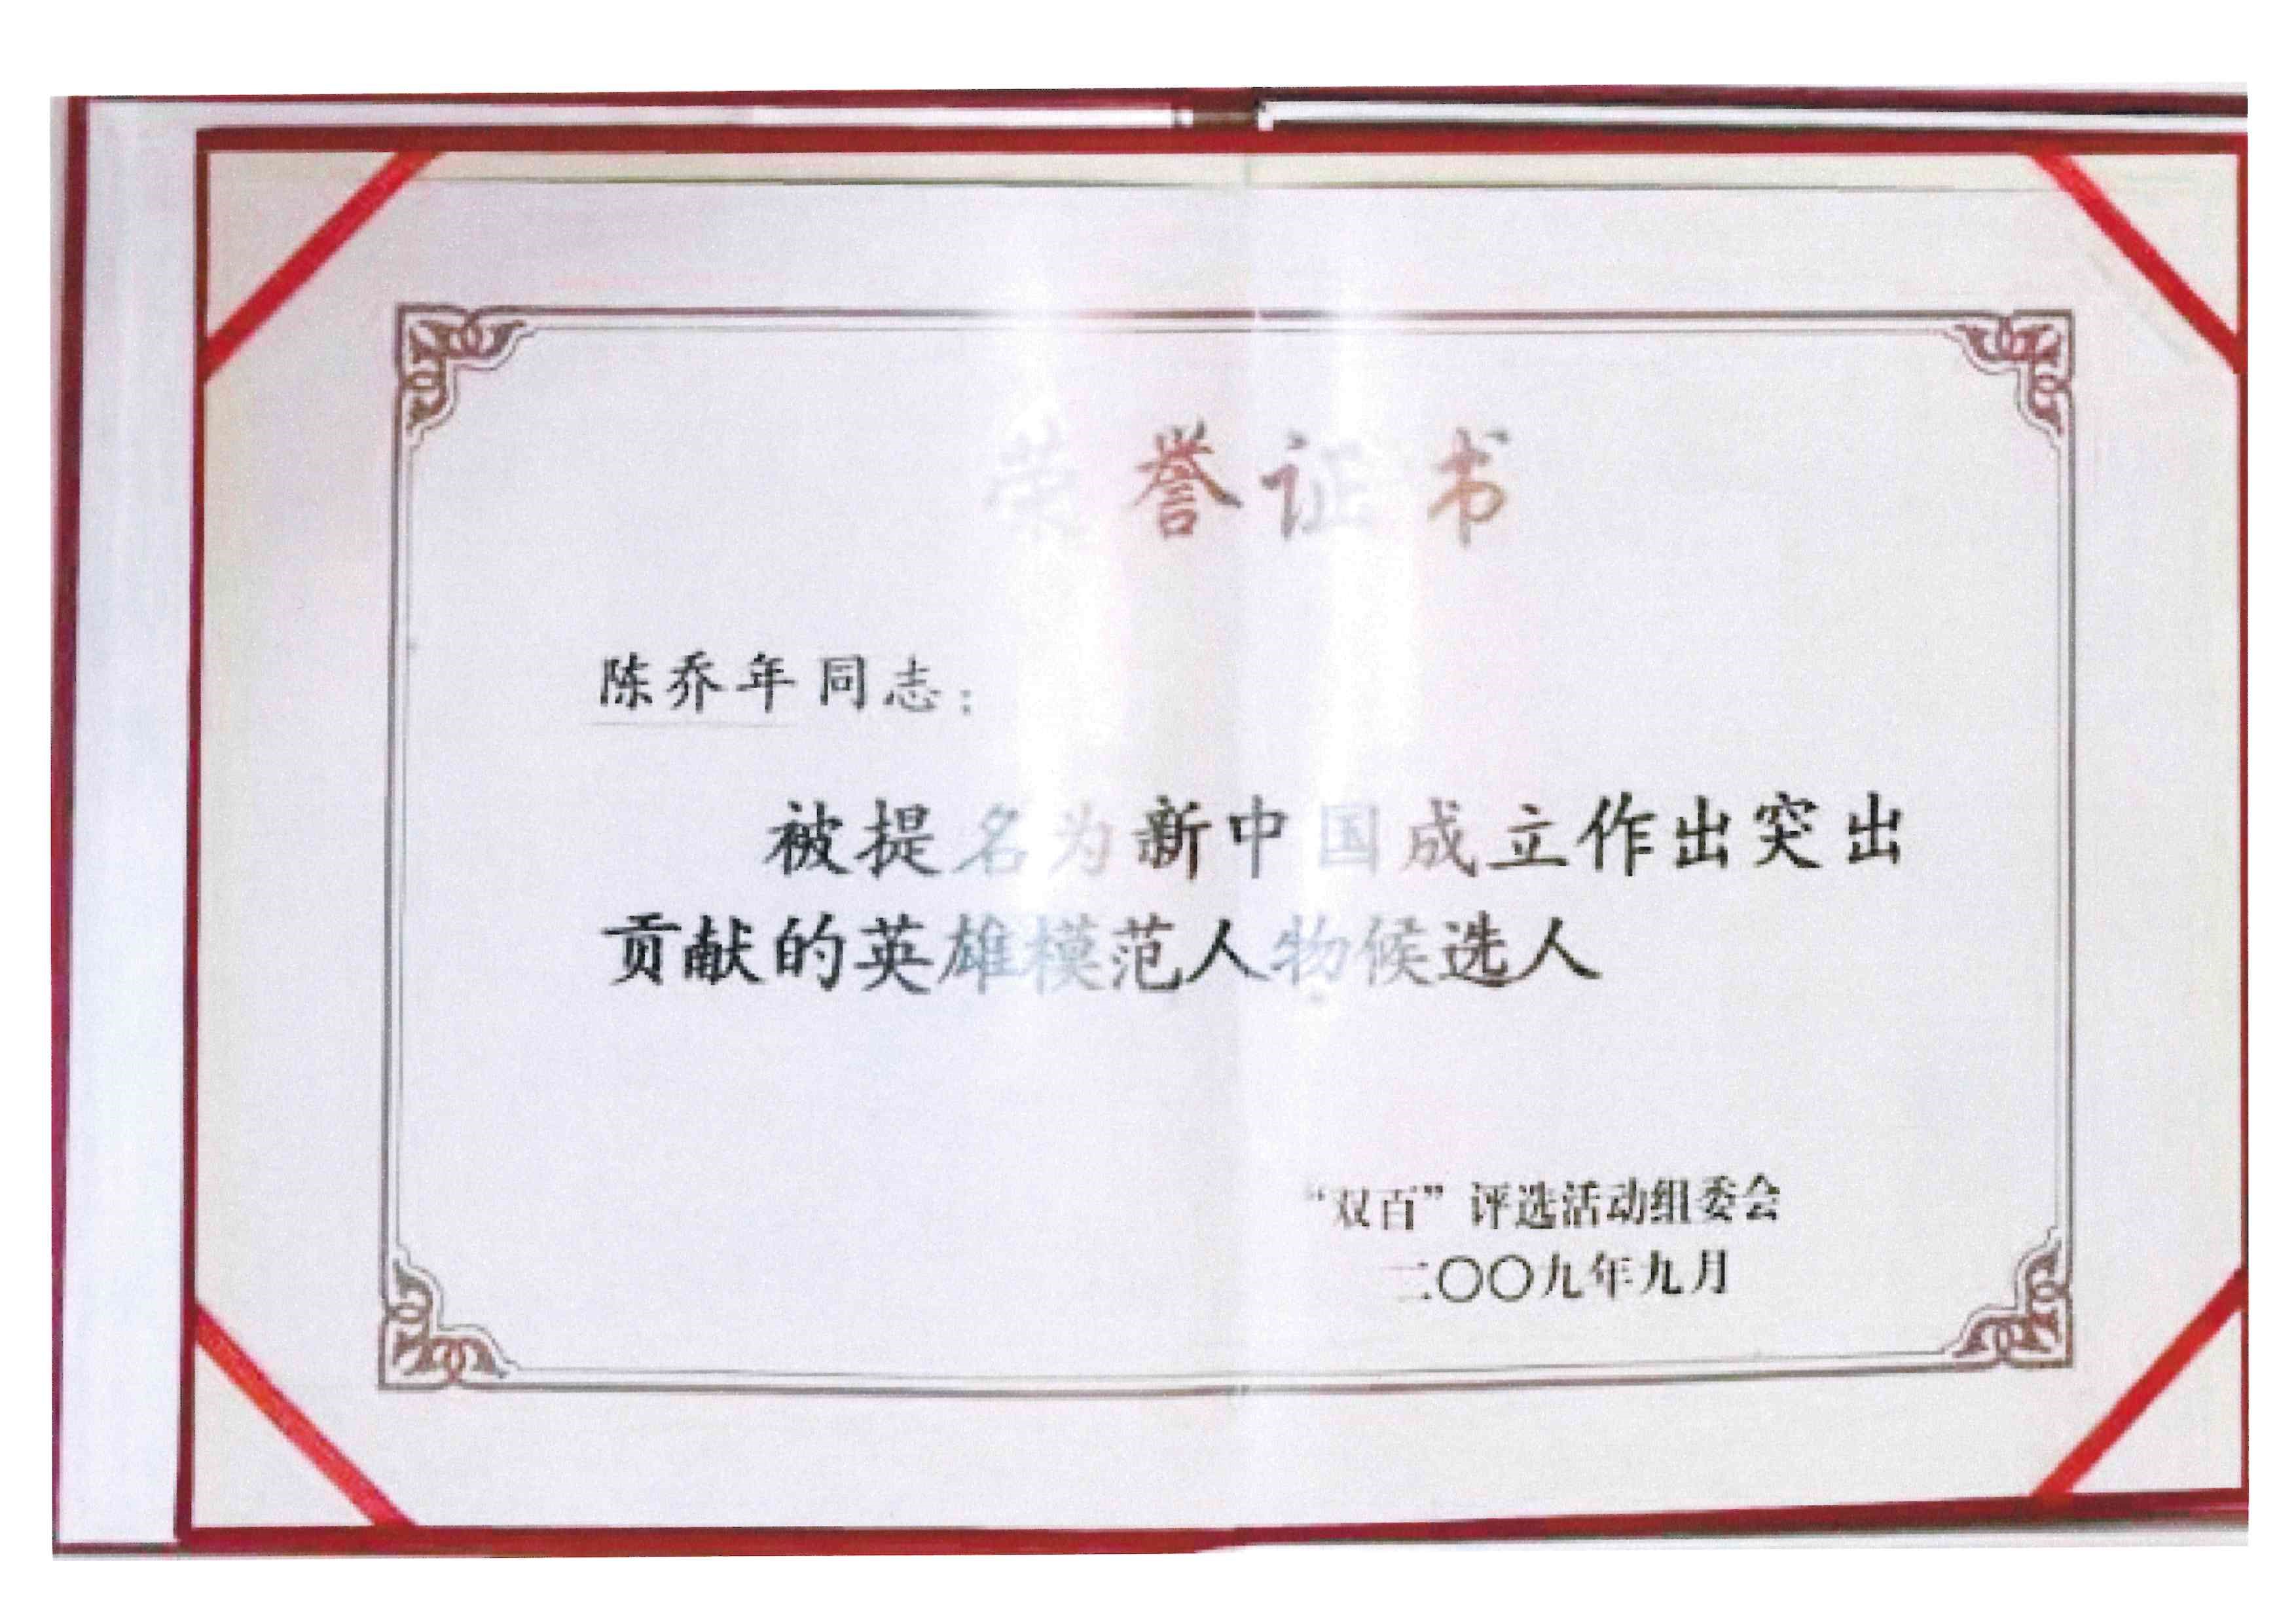 荣誉证书
陈乔年同志：
被提名为新中国成立作出突出
贡献的英雄模范人物候选人
“双百”评选活动组委会
二〇〇九年九月